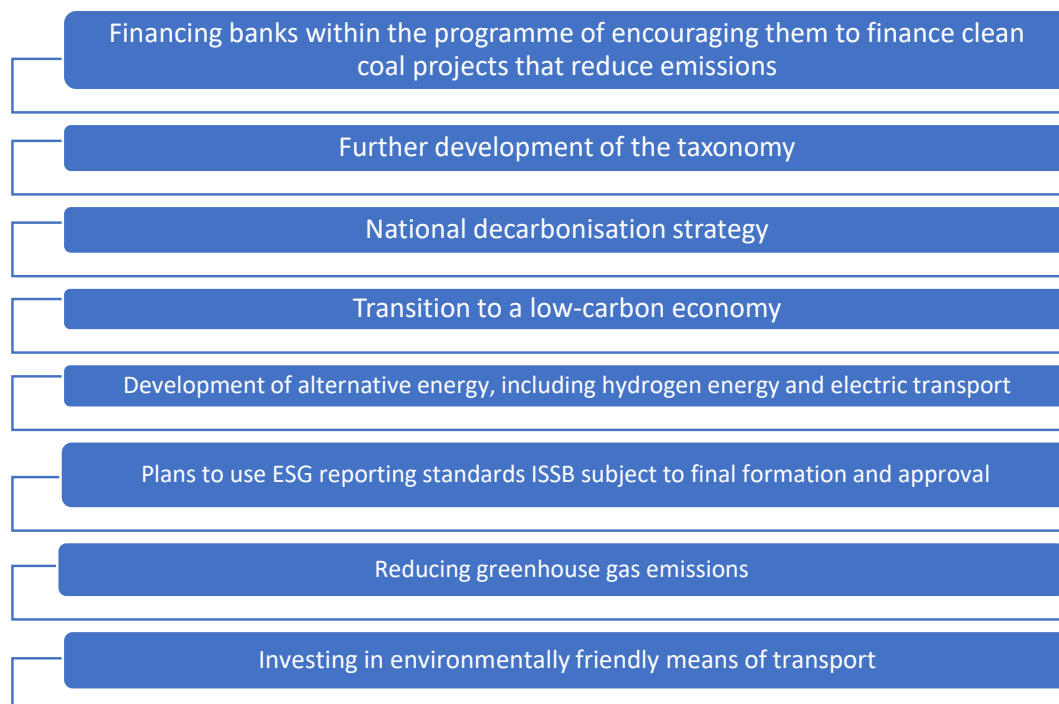 Financing banks within the programme of encouraging them to finance clean
coal projects that reduce emissions
Further development of the taxonomy
National decarbonisation strategy
Transition to a low-carbon economy
Development of alternative energy, including hydrogen energy and electric transport
Plans to use ESG reporting standards ISSB subject to final formation and approval
Reducing greenhouse gas emissions
Investing in environmentally friendly means of transport